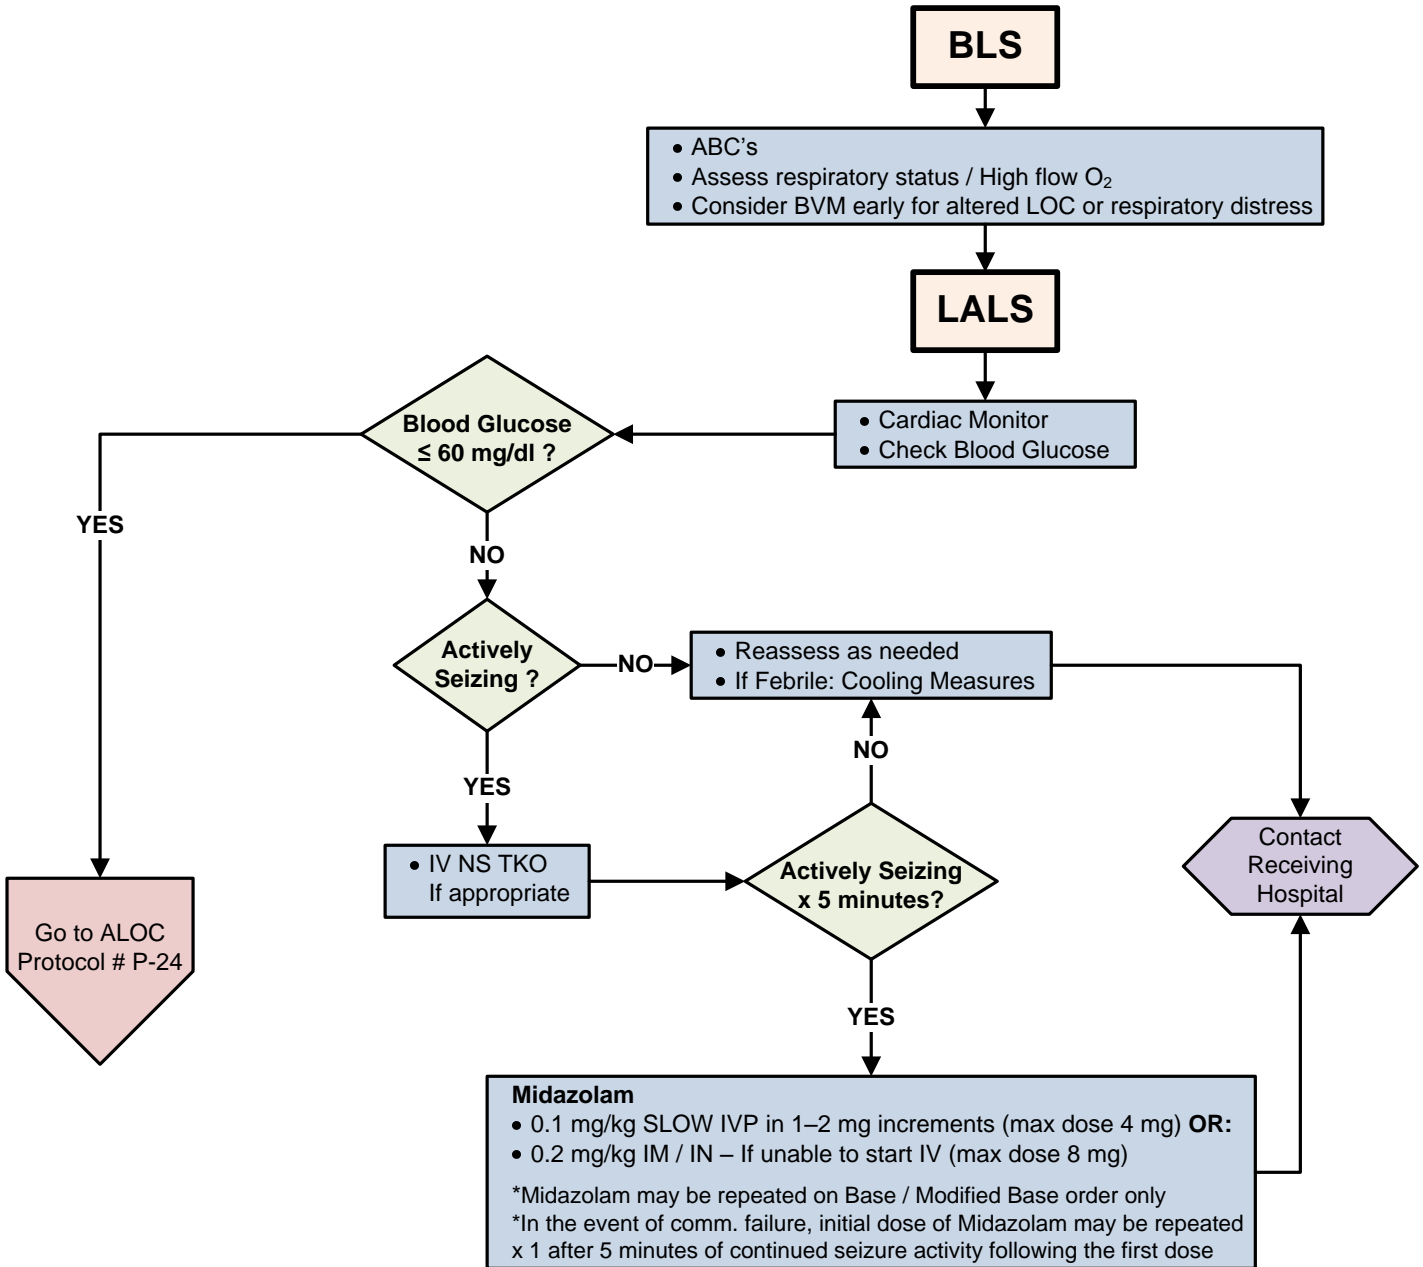 BLS
• ABC’s
• Assess respiratory status / High flow O₂
• Consider BVM early for altered LOC or respiratory distress
LALS
• Cardiac Monitor
• Check Blood Glucose
Blood Glucose
≤ 60 mg/dl ?
YES
NO
Actively
Seizing ?
NO
• Reassess as needed
• If Febrile: Cooling Measures
YES
NO
• IV NS TKO
If appropriate
Actively Seizing
x 5 minutes?
Contact
Receiving
Hospital
Go to ALOC
Protocol # P-24
YES
Midazolam
• 0.1 mg/kg SLOW IVP in 1–2 mg increments (max dose 4 mg) OR:
• 0.2 mg/kg IM / IN – If unable to start IV (max dose 8 mg)
*Midazolam may be repeated on Base / Modified Base order only
*In the event of comm. failure, initial dose of Midazolam may be repeated
x 1 after 5 minutes of continued seizure activity following the first dose